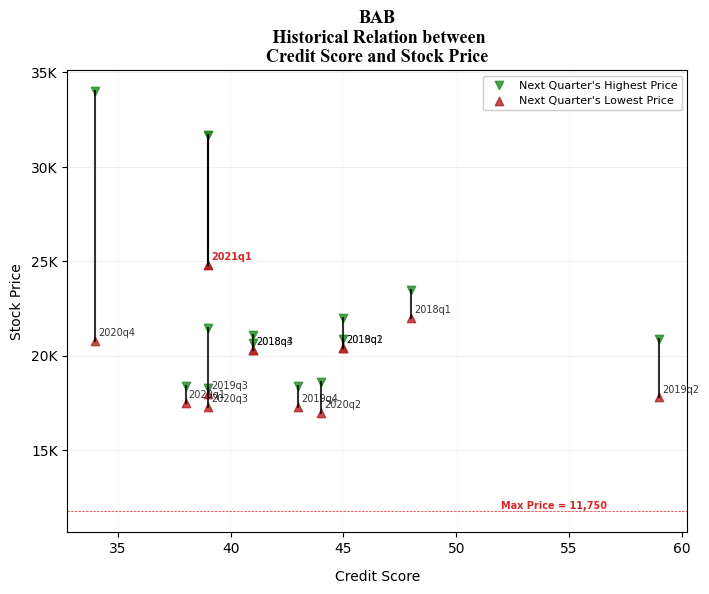 BAB
Historical Relation between
Credit Score and Stock Price
Next Quarter's Highest Price
Next Quarter's Lowest Price
Stock Price
35K
30K
25K
20K
15K
2021q1
2018q1
2020q4
2019q3
2020q3
2019q4
2020q2
2019q2
Max Price = 11,750
35
40
45
50
55
60
Credit Score